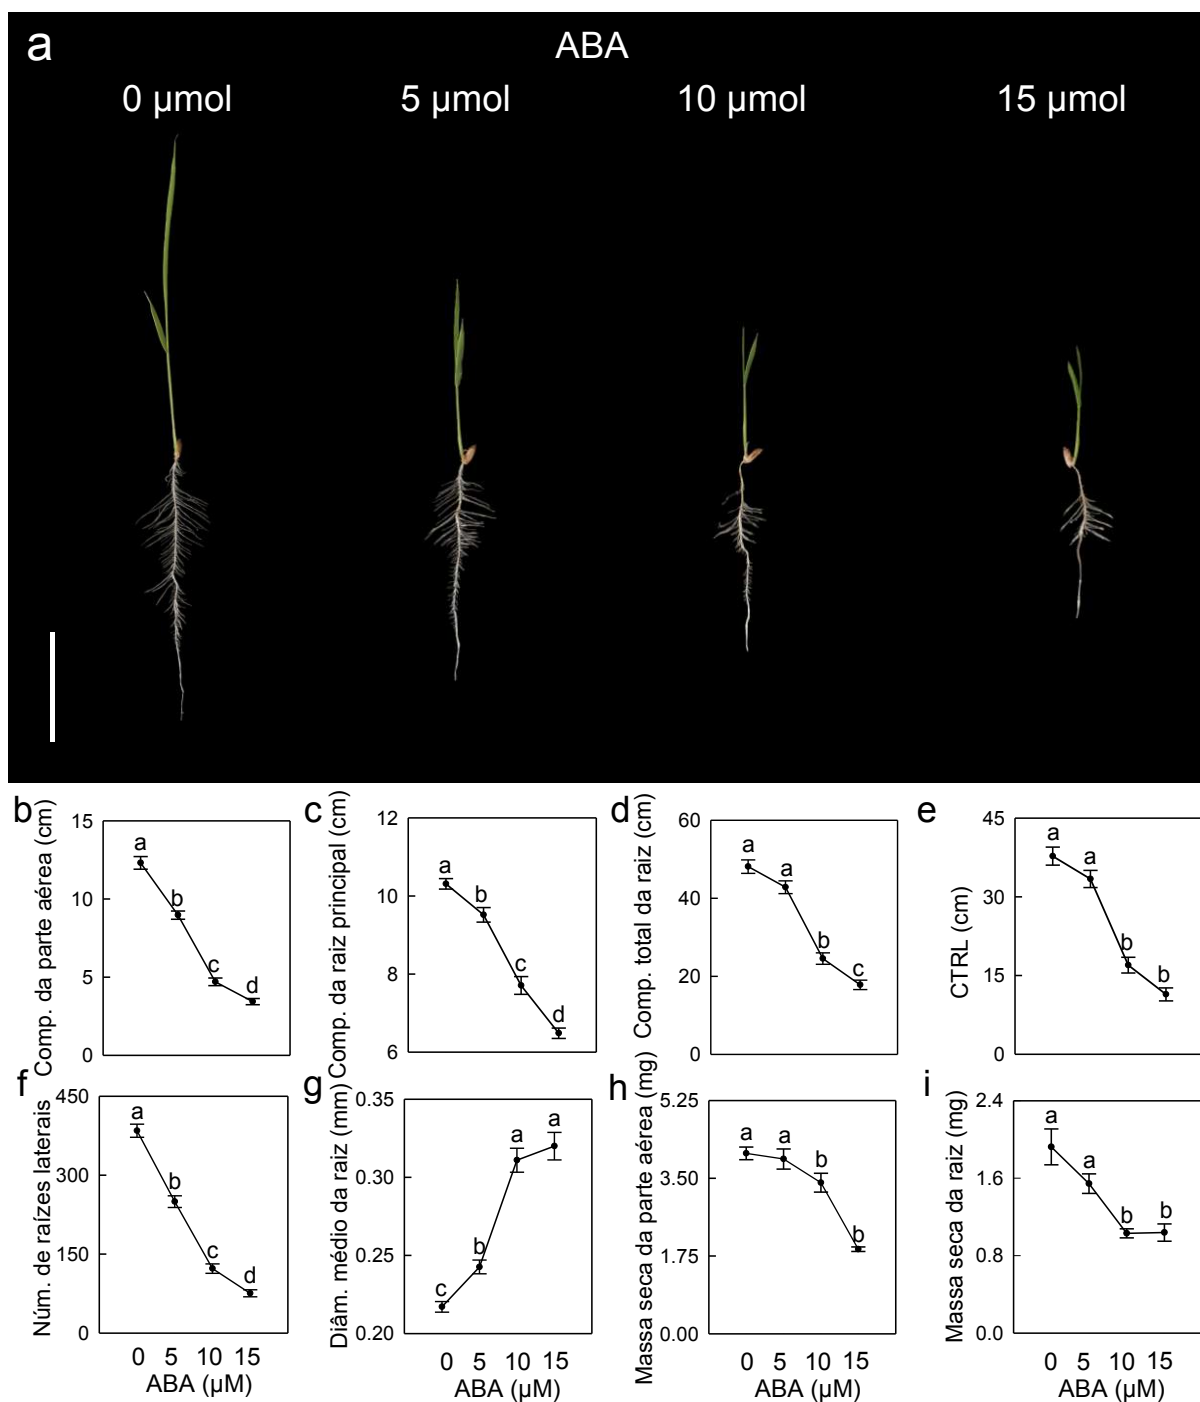 a
ABA
0 µmol
5 µmol
10 µmol
15 µmol
b
Comp. da parte aérea (cm)
15
10
5
0
a
b
c
d
c
Comp. da raiz principal (cm)
12
10
8
6
a
b
c
d
d
Comp. total da raiz (cm)
60
40
20
0
a
a
b
c
e
CTRL (cm)
45
30
15
0
a
a
b
b
f
Núm. de raízes laterais
450
300
150
0
a
b
c
d
0 5 10 15
ABA (µM)
g
Diâm. médio da raiz (mm)
0.35
0.30
0.25
0.20
c
b
a
a
0 5 10 15
ABA (µM)
h
Massa seca da parte aérea (mg)
5.25
3.50
1.75
0.00
a
a
b
b
0 5 10 15
ABA (µM)
i
Massa seca da raiz (mg)
2.4
1.6
0.8
0.0
a
a
b
b
0 5 10 15
ABA (µM)